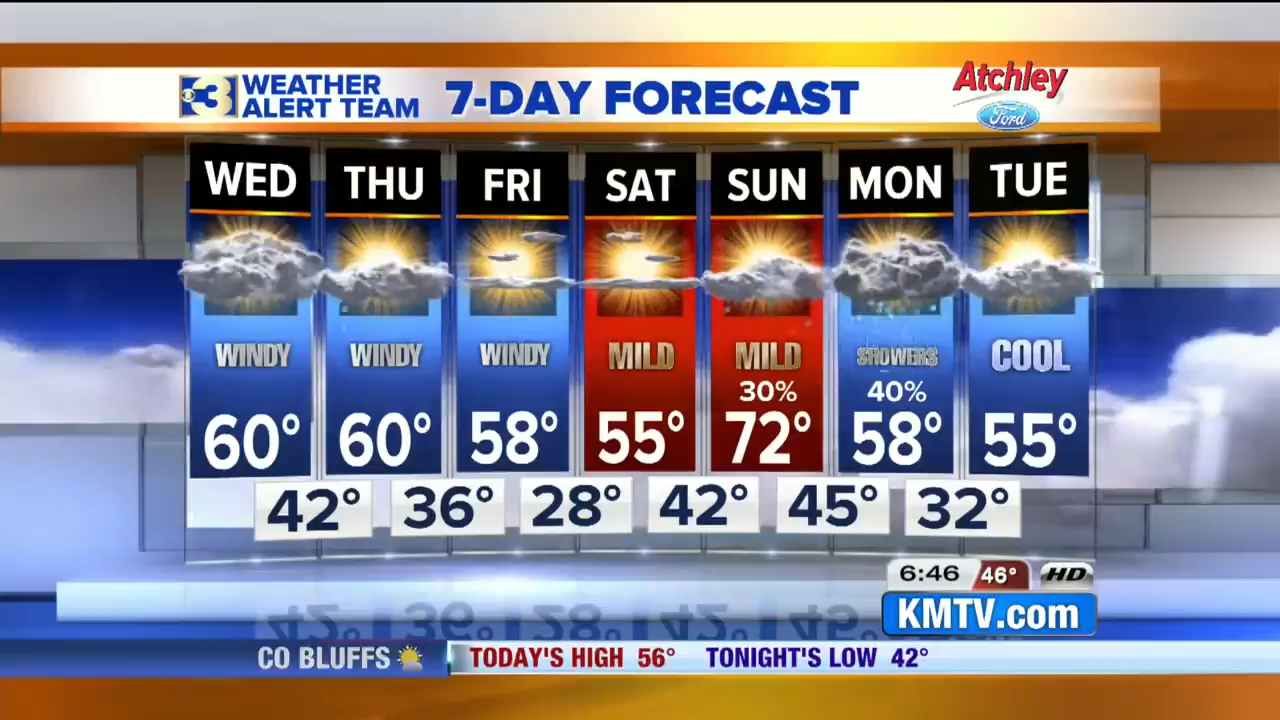 3 WEATHER ALERT TEAM
7-DAY FORECAST
Atchley
Ford
WED THU FRI SAT SUN MON TUE
WINDY WINDY WINDY MILD MILD SHOWERS COOL
30% 40%
60° 60° 58° 55° 72° 58° 55°
42° 36° 28° 42° 45° 32°
6:46 46° HD
KMTV.com
CO BLUFFS TODAY'S HIGH 56° TONIGHT'S LOW 42°